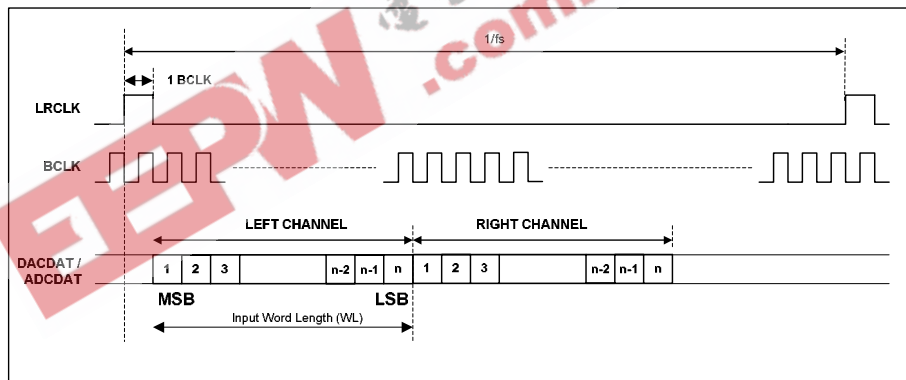 1/fs
1 BCLK
LRCLK
BCLK
LEFT CHANNEL
RIGHT CHANNEL
DACDAT /
ADCDAT
1 2 3 n-2 n-1 n 1 2 3 n-2 n-1 n
MSB
LSB
Input Word Length (WL)
EEPW
.com